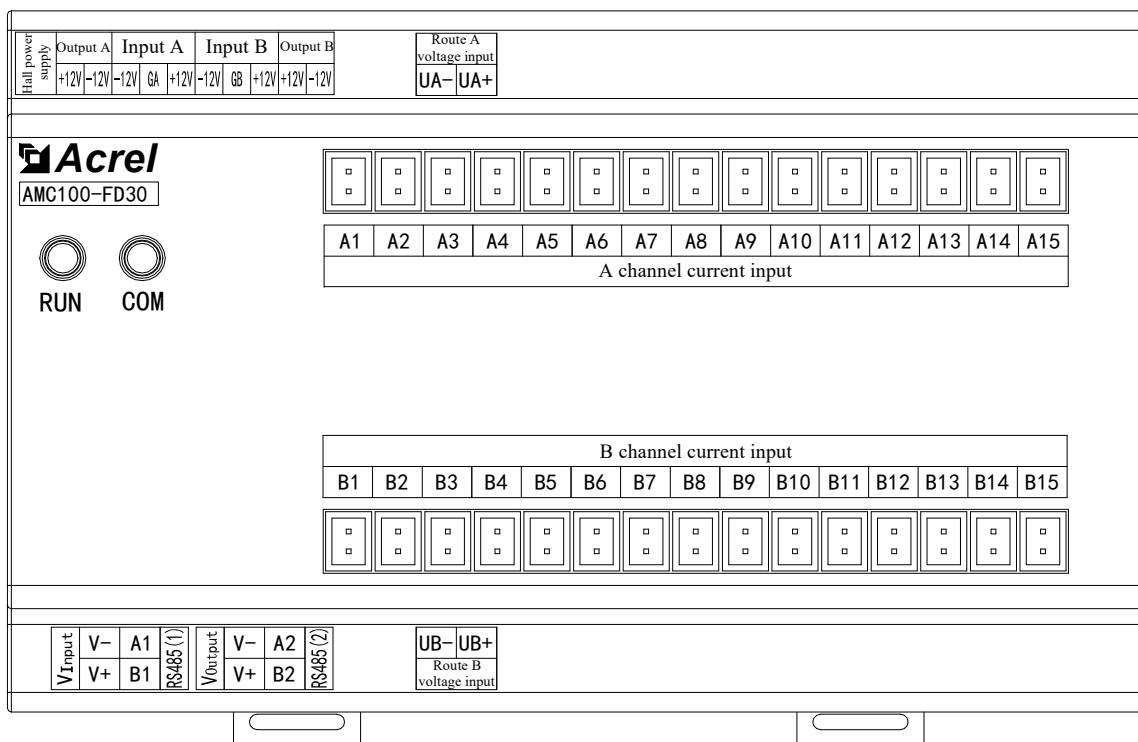 Hall power
supply
Output A Input A Input B Output B
+12V -12V -12V GA +12V -12V GB +12V +12V -12V
Route A
voltage input
UA- UA+
Acrel
AMC100-FD30
RUN COM
A1 A2 A3 A4 A5 A6 A7 A8 A9 A10 A11 A12 A13 A14 A15
A channel current input
B channel current input
B1 B2 B3 B4 B5 B6 B7 B8 B9 B10 B11 B12 B13 B14 B15
VInput
V- A1
V+ B1
RS485(1)
VOutput
V- A2
V+ B2
RS485(2)
UB- UB+
Route B
voltage input